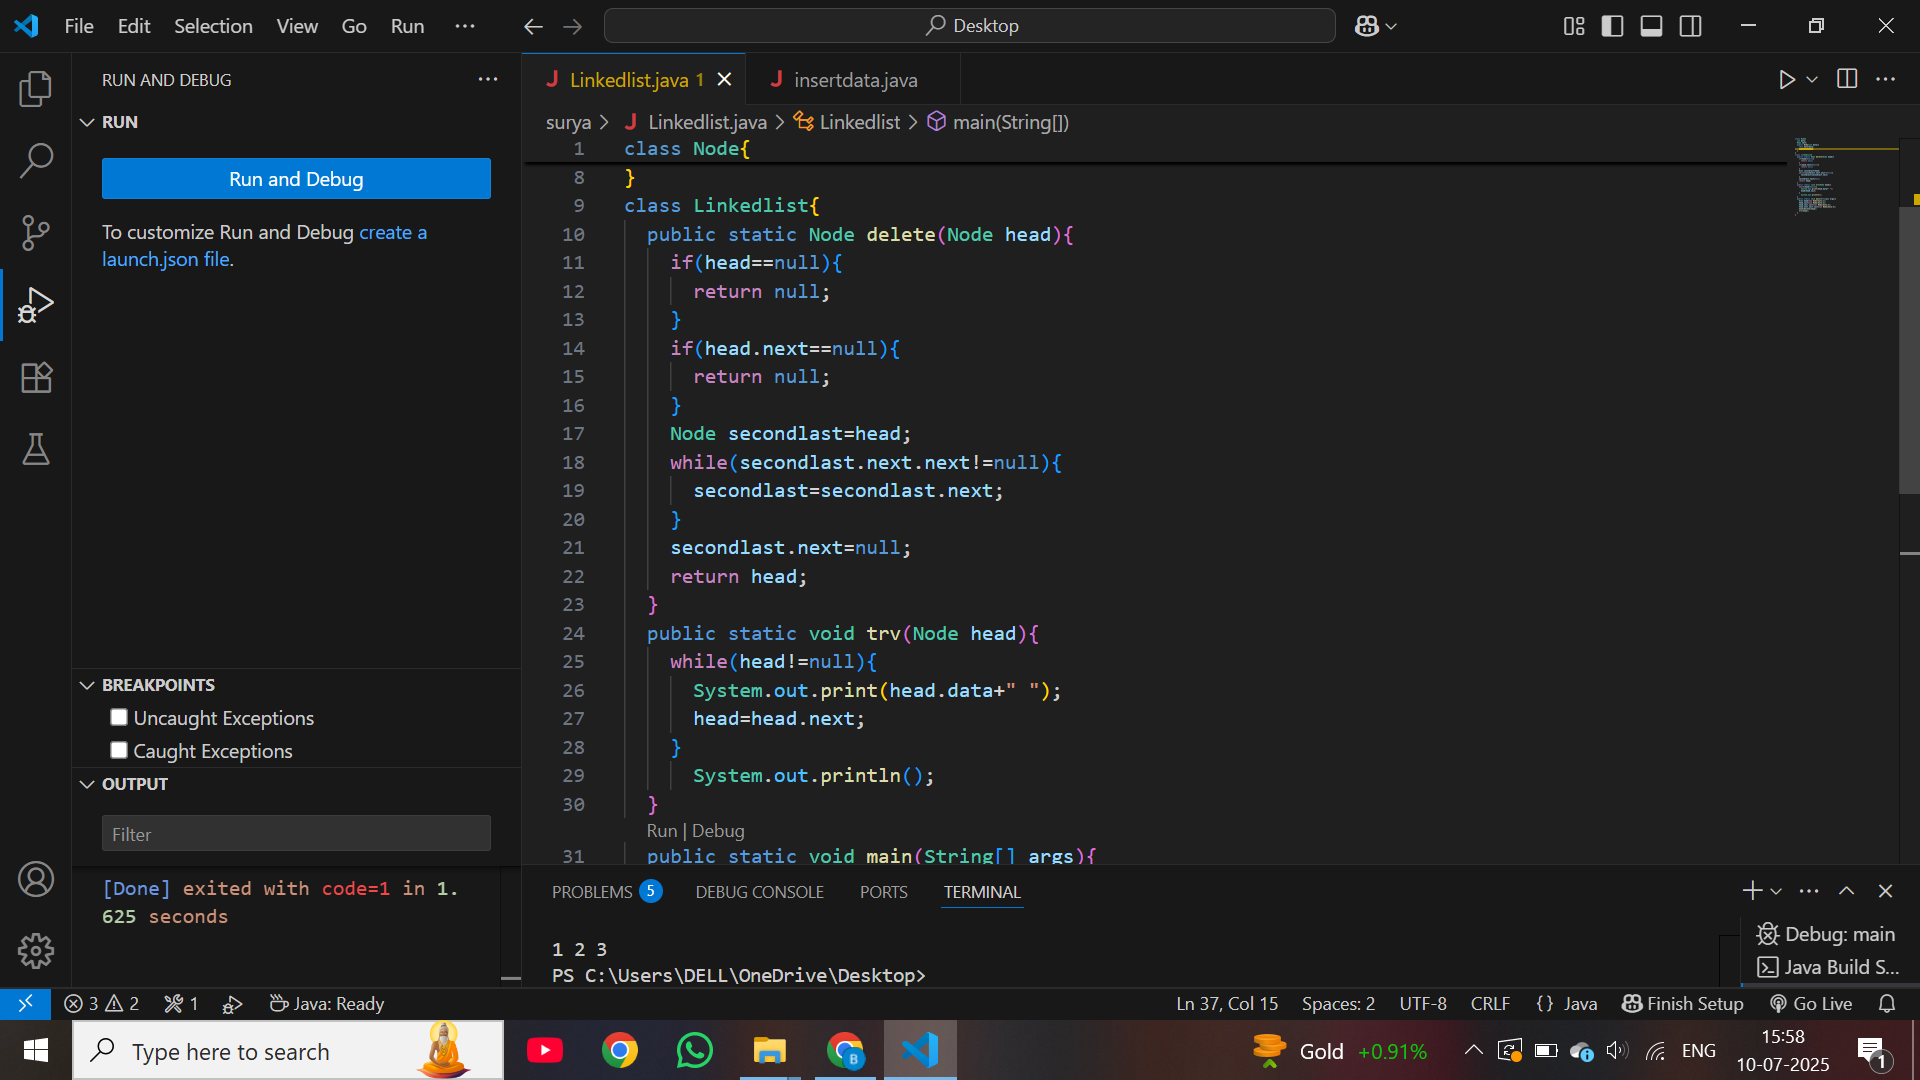 File Edit Selection View Go Run ··· Desktop
RUN AND DEBUG ···
RUN
Run and Debug
To customize Run and Debug create a
launch.json file.
BREAKPOINTS
Uncaught Exceptions
Caught Exceptions
OUTPUT
Filter
[Done] exited with code=1 in 1.
625 seconds
Linkedlist.java 1 insertdata.java
surya > Linkedlist.java > Linkedlist > main(String[])
1 class Node{
8 }
9 class Linkedlist{
10 public static Node delete(Node head){
11 if(head==null){
12 return null;
13 }
14 if(head.next==null){
15 return null;
16 }
17 Node secondlast=head;
18 while(secondlast.next.next!=null){
19 secondlast=secondlast.next;
20 }
21 secondlast.next=null;
22 return head;
23 }
24 public static void trv(Node head){
25 while(head!=null){
26 System.out.print(head.data+" ");
27 head=head.next;
28 }
29 System.out.println();
30 }
Run | Debug
31 public static void main(String[] args){
PROBLEMS 5 DEBUG CONSOLE PORTS TERMINAL
1 2 3
PS C:\Users\DELL\OneDrive\Desktop>
Debug: main
Java Build S...
3 2 1 Java: Ready Ln 37, Col 15 Spaces: 2 UTF-8 CRLF {} Java Finish Setup Go Live
Type here to search Gold +0.91% ENG 15:58
10-07-2025
1